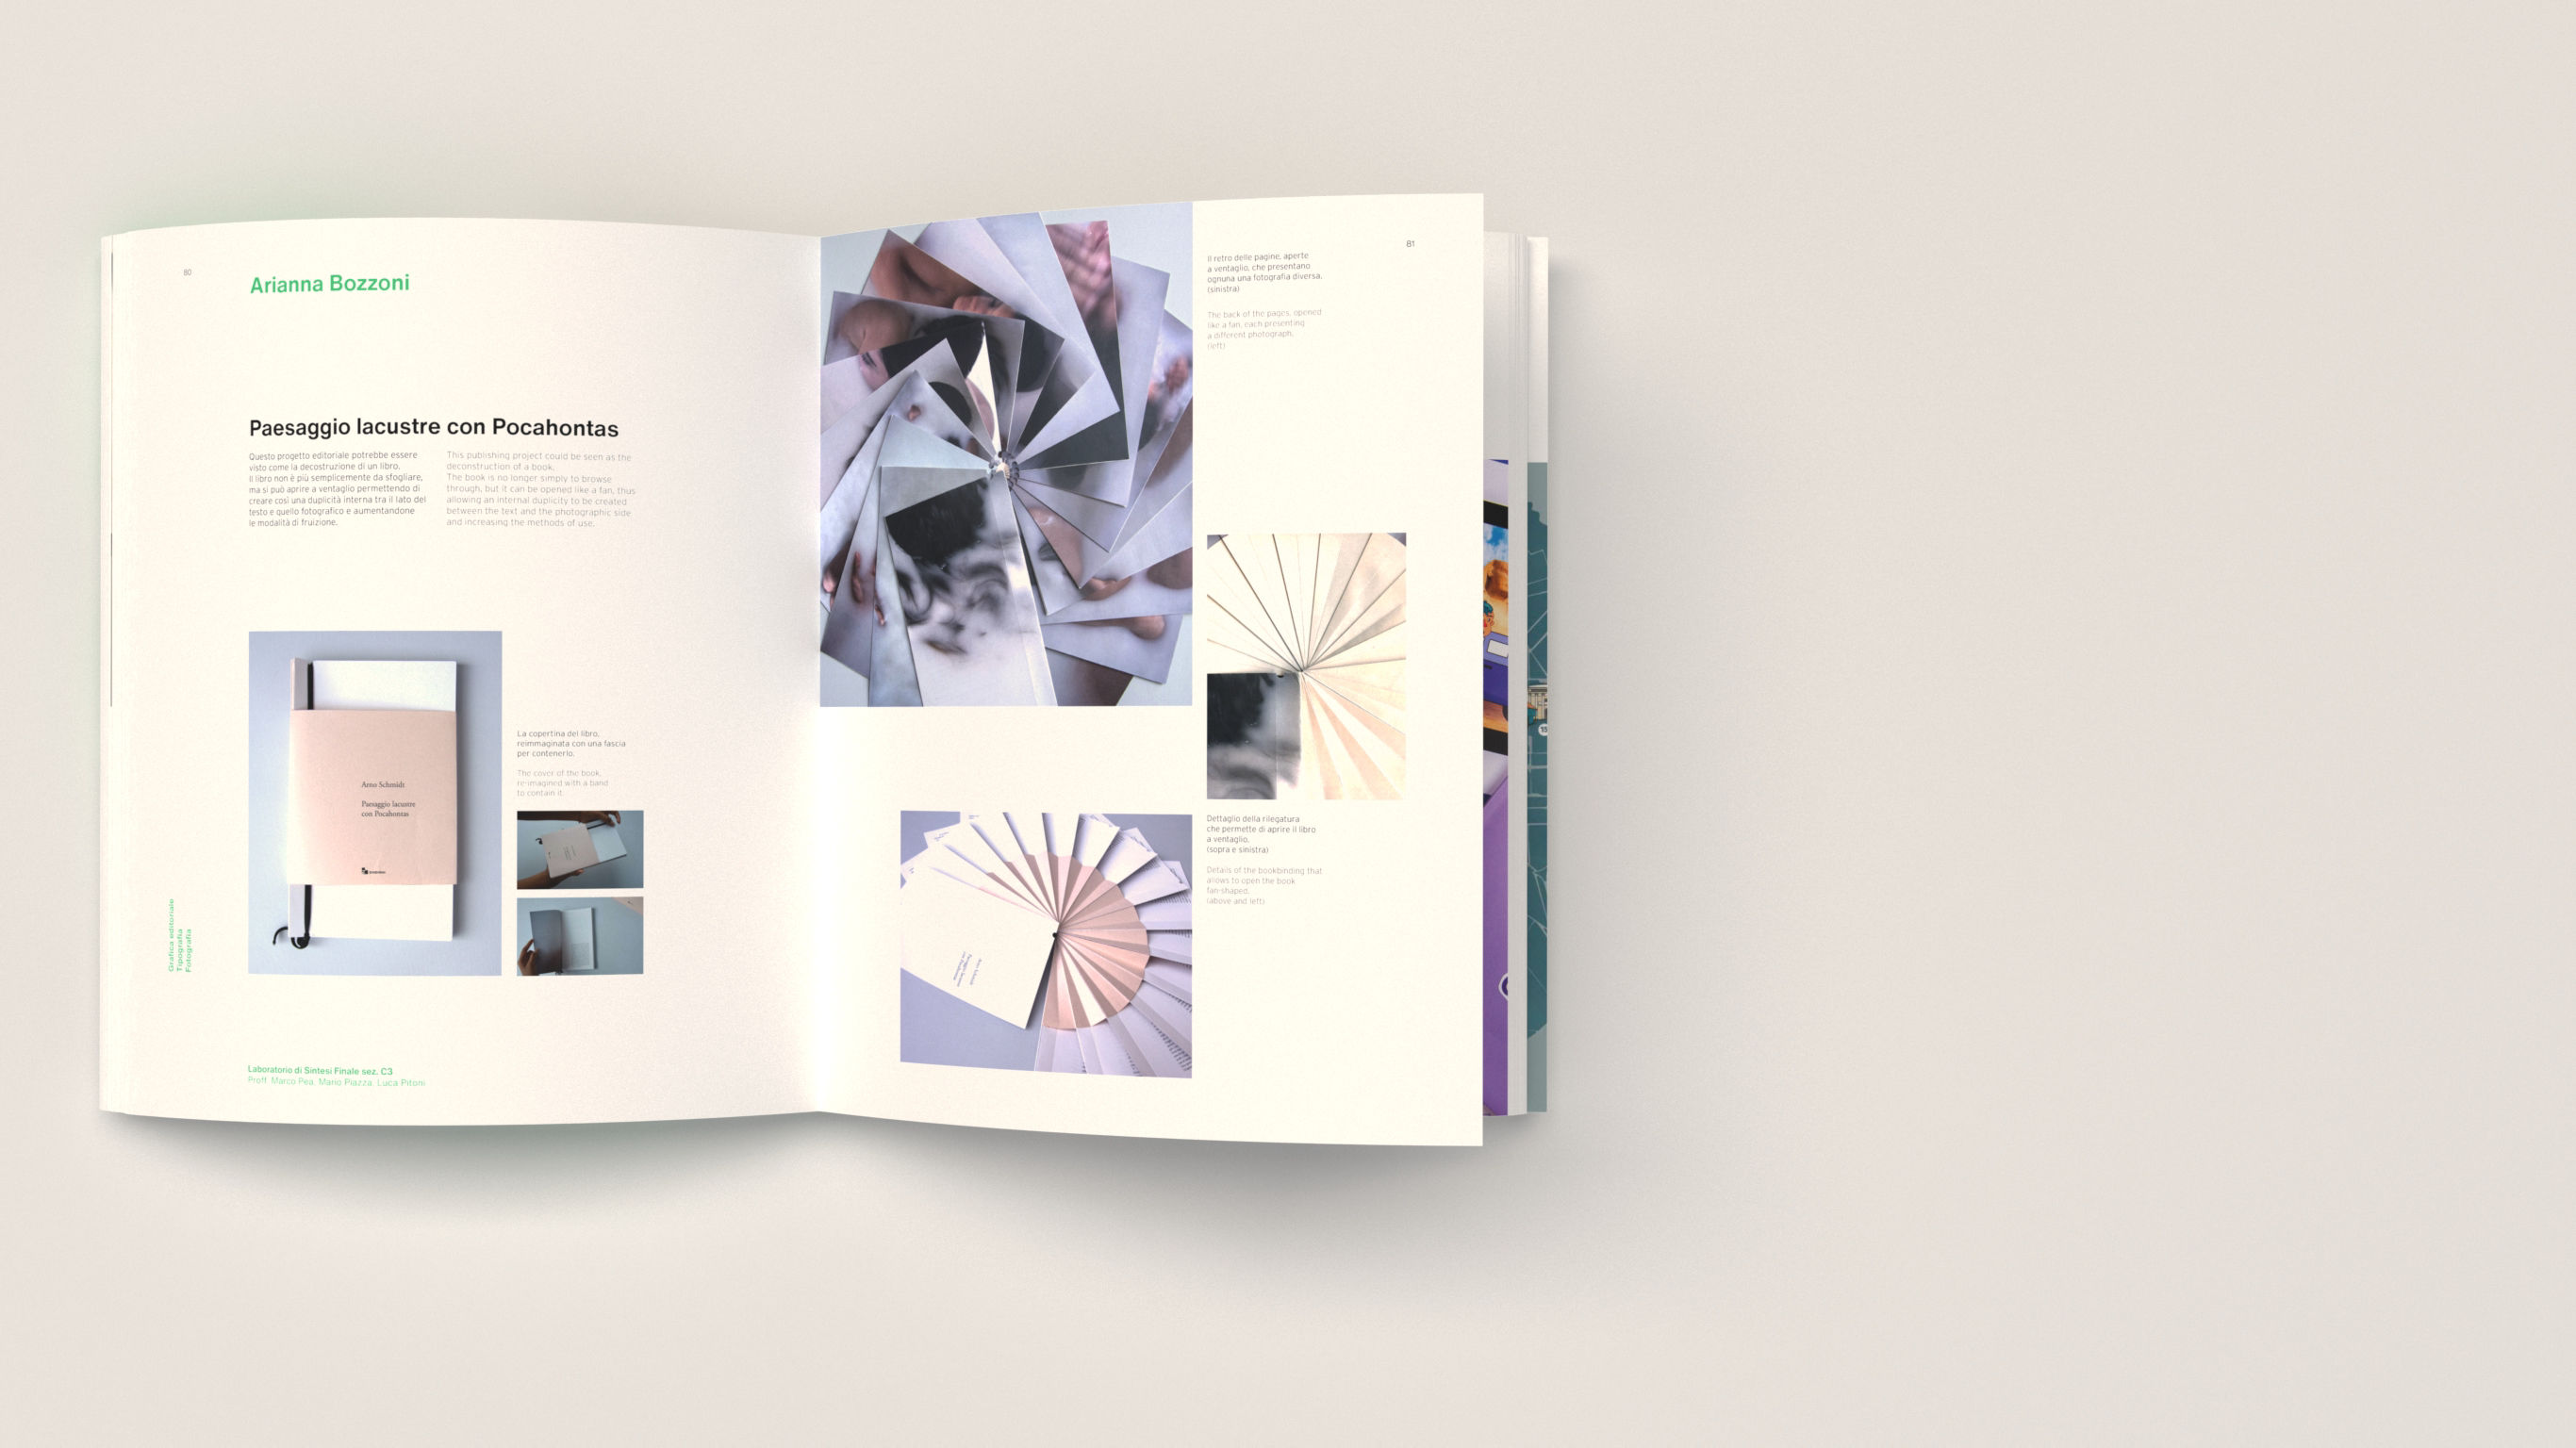 80
Arianna Bozzoni
Paesaggio lacustre con Pocahontas
Questo progetto editoriale potrebbe essere
visto come la decostruzione di un libro.
Il libro non è più semplicemente da sfogliare,
ma si può aprire a ventaglio permettendo di
creare così una duplicità interna tra il lato del
testo e quello fotografico e aumentandone
le modalità di fruizione.
This publishing project could be seen as the
deconstruction of a book.
The book is no longer simply to browse
through, but it can be opened like a fan, thus
allowing an internal duplicity to be created
between the text and the photographic side
and increasing the methods of use.
Arno Schmidt
Paesaggio lacustre
con Pocahontas
La copertina del libro,
reimmaginata con una fascia
per contenerlo.
The cover of the book,
re-imagined with a band
to contain it.
Grafica editoriale
Tipografia
Fotografia
Laboratorio di Sintesi Finale sez. C3
Proff. Marco Pea, Mario Piazza, Luca Pitoni
81
Il retro delle pagine, aperte
a ventaglio, che presentano
ognuna una fotografia diversa.
(sinistra)
The back of the pages, opened
like a fan, each presenting
a different photograph.
(left)
Dettaglio della rilegatura
che permette di aprire il libro
a ventaglio.
(sopra e sinistra)
Details of the bookbinding that
allows to open the book
fan-shaped.
(above and left)
Arno Schmidt
Paesaggio lacustre
con Pocahontas